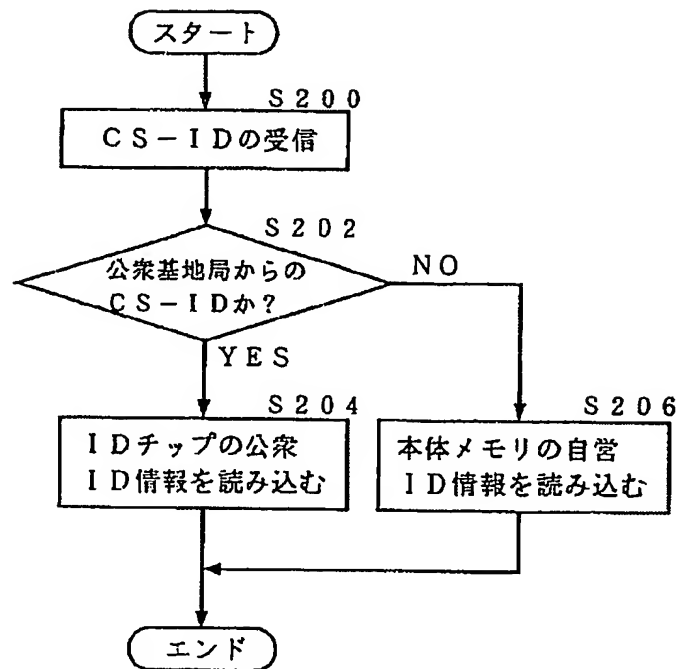 スタート
S200
CS-IDの受信
S202
公衆基地局からの
CS-IDか?
NO
YES
S204
IDチップの公衆
ID情報を読み込む
S206
本体メモリの自営
ID情報を読み込む
エンド